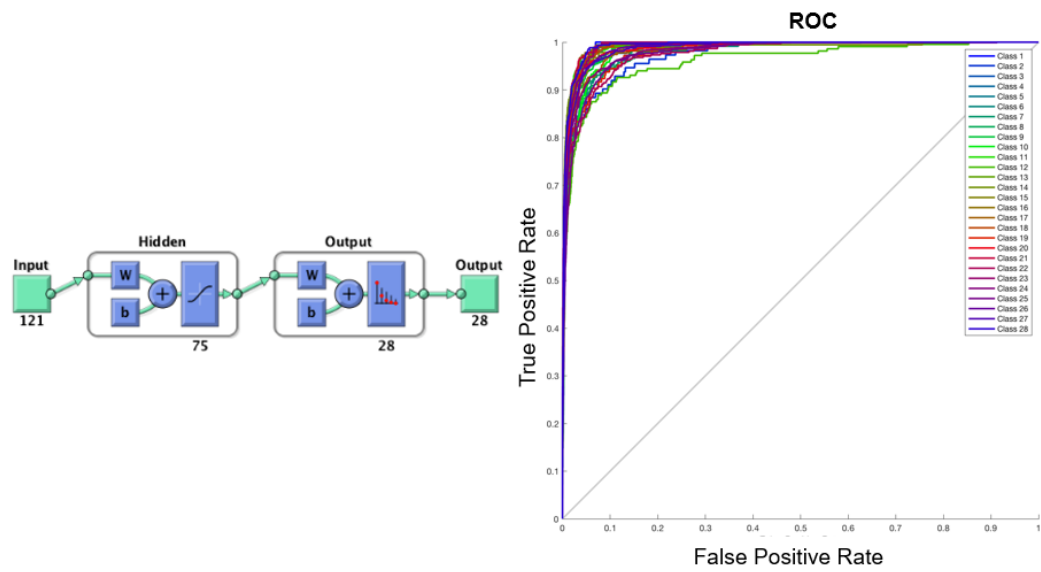 Hidden
Output
Input
W
b
+
W
b
+
Output
121
75
28
28
ROC
True Positive Rate
1
0.9
0.8
0.7
0.6
0.5
0.4
0.3
0.2
0.1
0
0 0.1 0.2 0.3 0.4 0.5 0.6 0.7 0.8 0.9 1
False Positive Rate
Class 1
Class 2
Class 3
Class 4
Class 5
Class 6
Class 7
Class 8
Class 9
Class 10
Class 11
Class 12
Class 13
Class 14
Class 15
Class 16
Class 17
Class 18
Class 19
Class 20
Class 21
Class 22
Class 23
Class 24
Class 25
Class 26
Class 27
Class 28